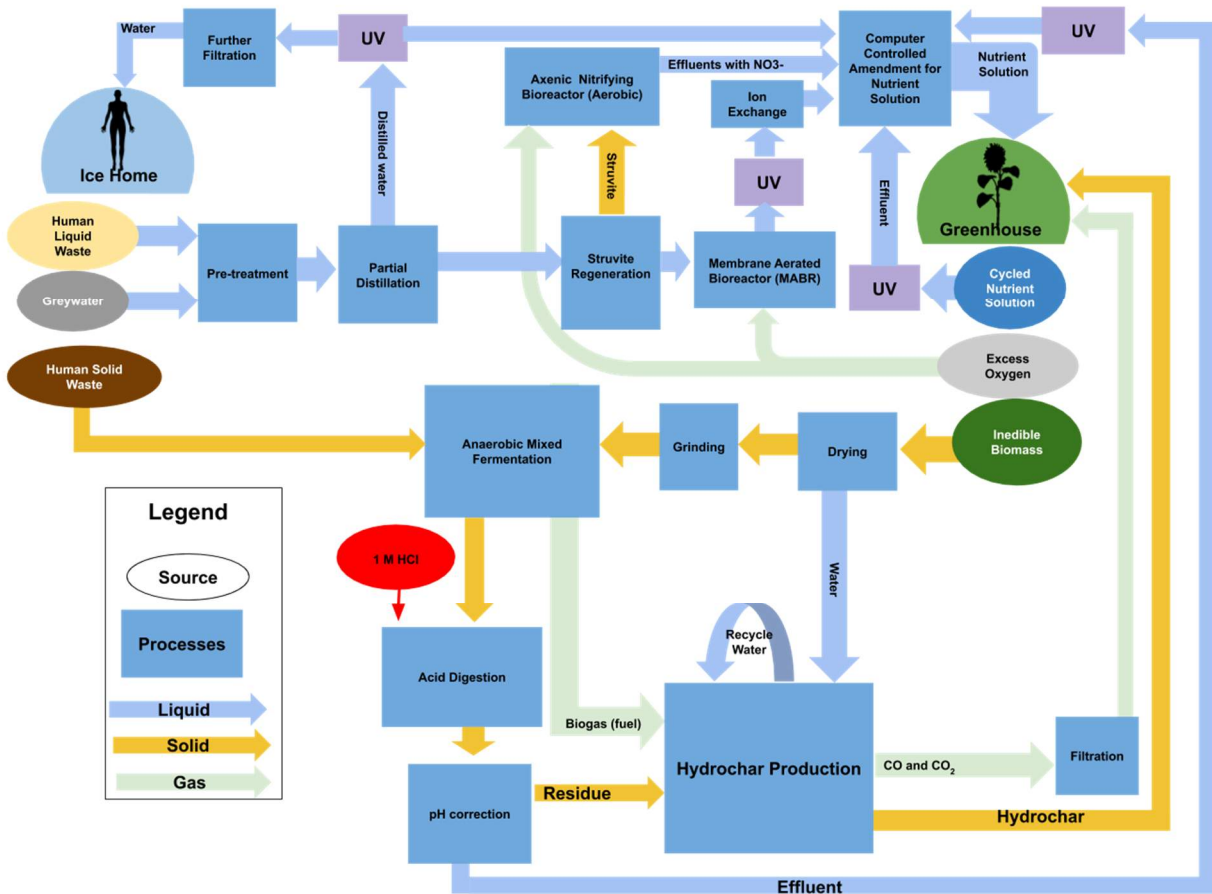 Water
Further
Filtration
UV
Computer
Controlled
Amendment for
Nutrient
Solution
UV
Nutrient
Solution
Axenic Nitrifying
Bioreactor (Aerobic)
Effluents with NO3-
Ion
Exchange
Distilled water
Struvite
UV
Effluent
Ice Home
Greenhouse
Human
Liquid
Waste
Pre-treatment
Partial
Distillation
Struvite
Regeneration
Membrane Aerated
Bioreactor (MABR)
UV
Cycled
Nutrient
Solution
Greywater
Human Solid
Waste
Excess
Oxygen
Anaerobic Mixed
Fermentation
Grinding
Drying
Inedible
Biomass
Legend
Source
Processes
Liquid
Solid
Gas
1 M HCl
Water
Recycle
Water
Acid Digestion
Biogas (fuel)
Hydrochar Production
CO and CO₂
Filtration
pH correction
Residue
Hydrochar
Effluent